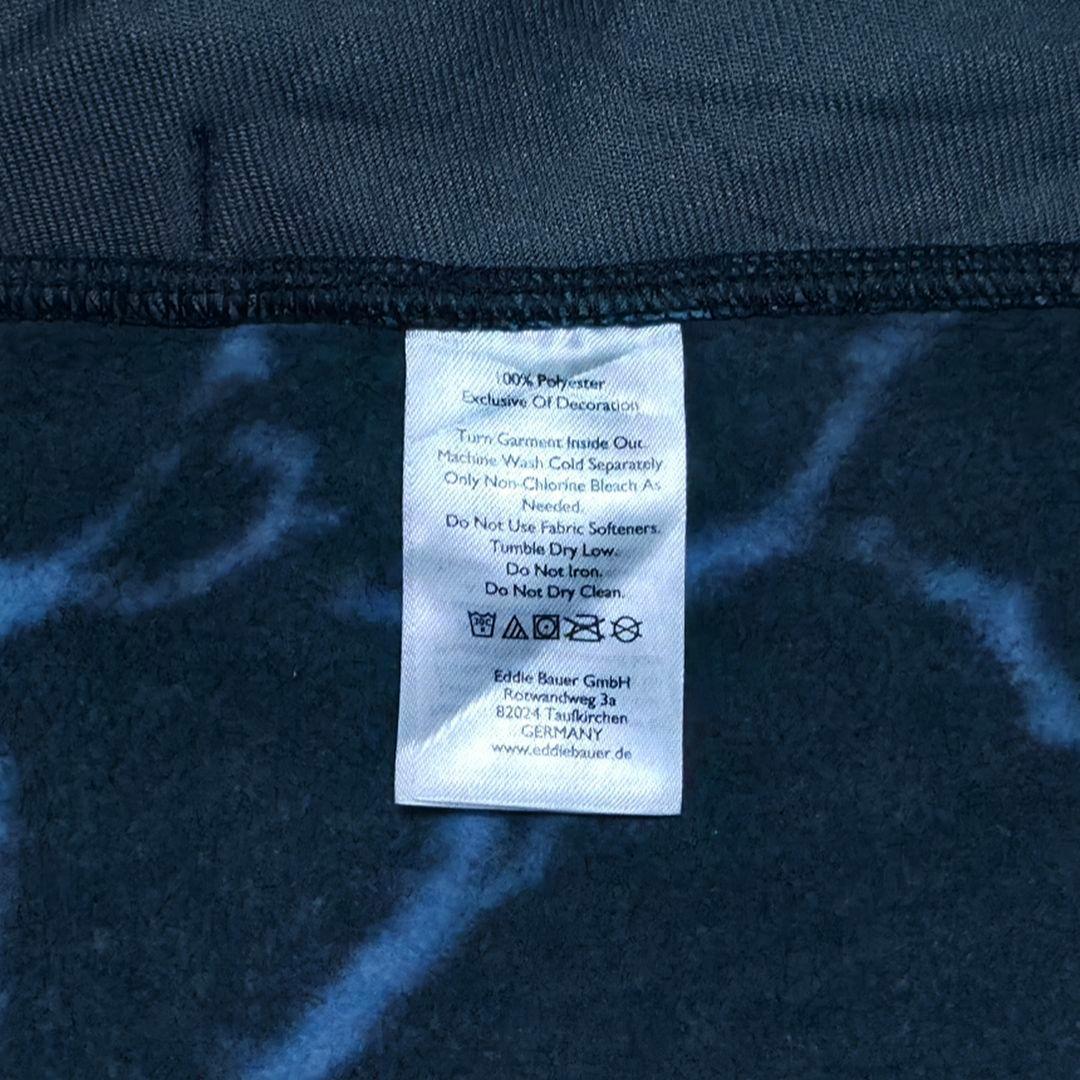 100% Polyester
Exclusive Of Decoration
Turn Garment Inside Out.
Machine Wash Cold Separately
Only Non-Chlorine Bleach As
Needed.
Do Not Use Fabric Softeners.
Tumble Dry Low.
Do Not Iron.
Do Not Dry Clean.
30C
Eddie Bauer GmbH
Rotwandweg 3a
82024 Taufkirchen
GERMANY
www.eddiebauer.de